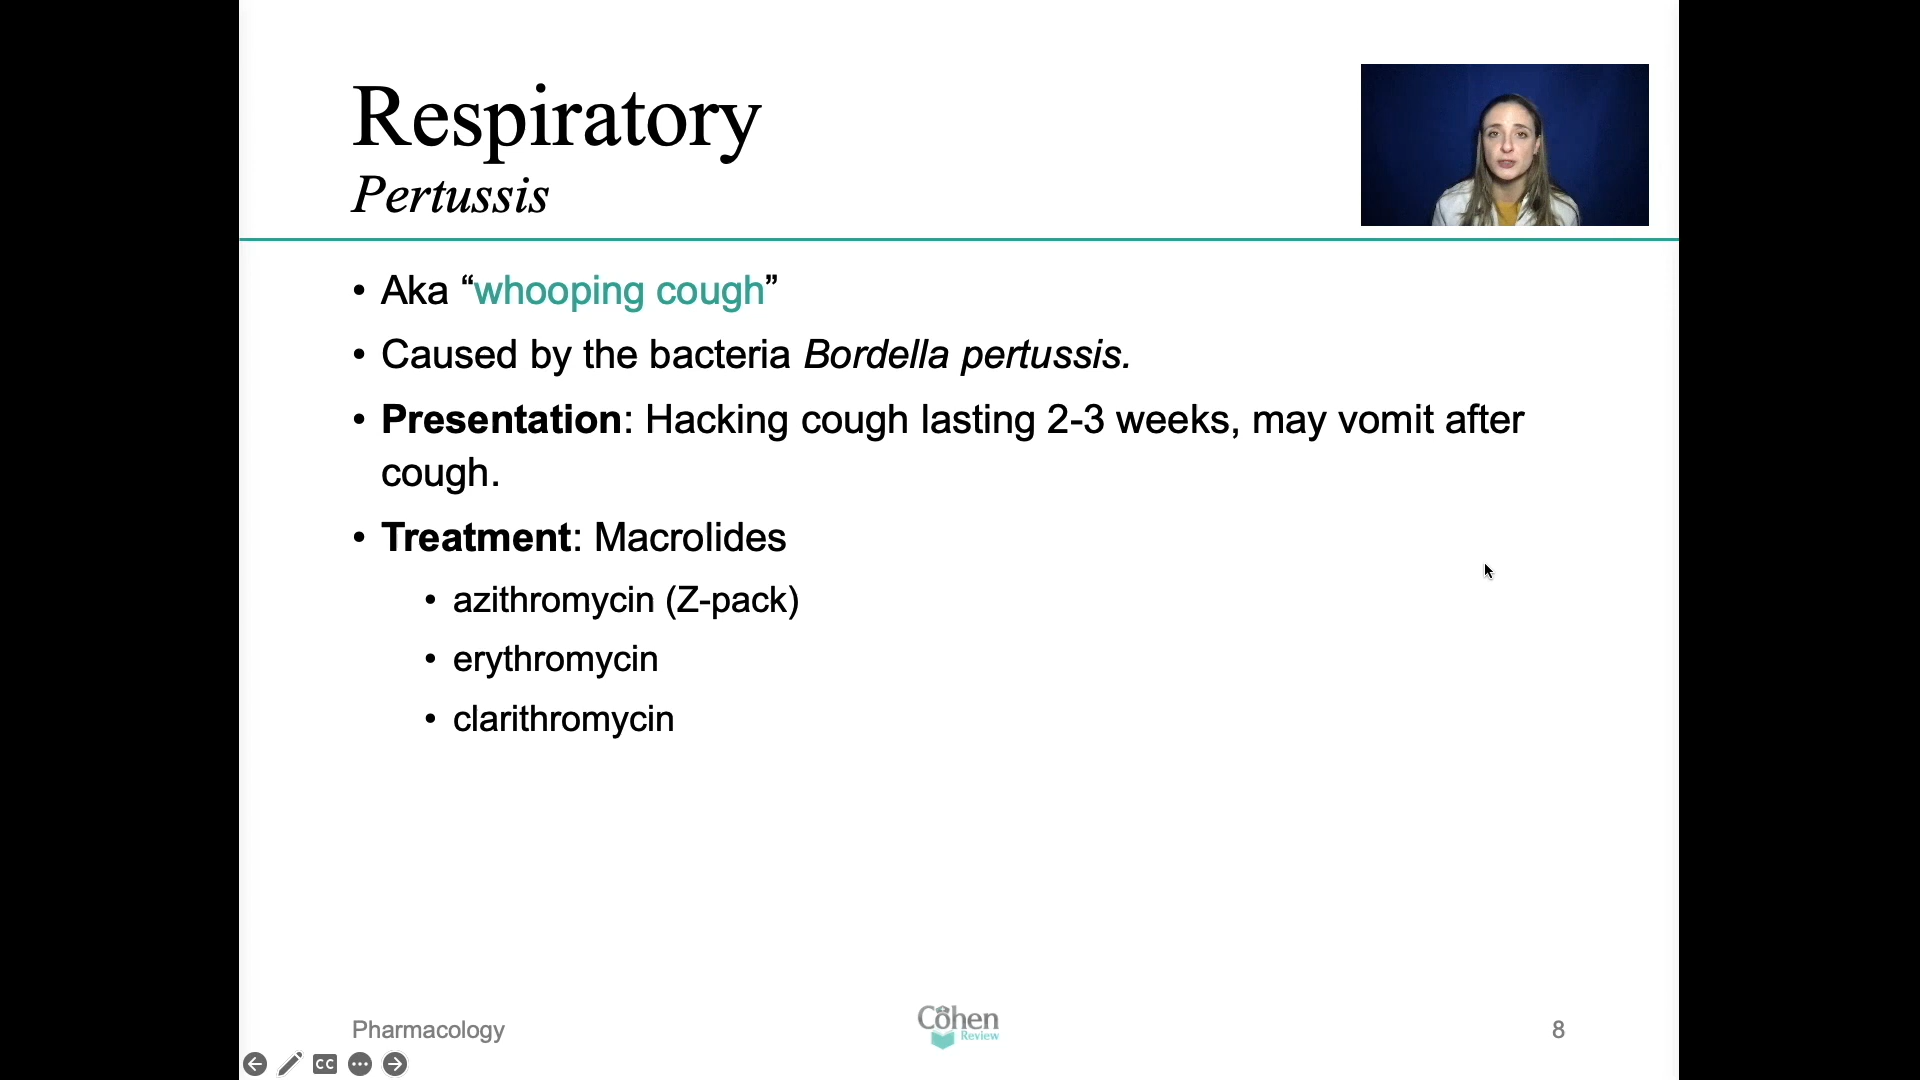 Respiratory
Pertussis
• Aka “whooping cough”
• Caused by the bacteria Bordella pertussis.
• Presentation: Hacking cough lasting 2-3 weeks, may vomit after
cough.
• Treatment: Macrolides
• azithromycin (Z-pack)
• erythromycin
• clarithromycin
Pharmacology
Cohen
Review
8
CC